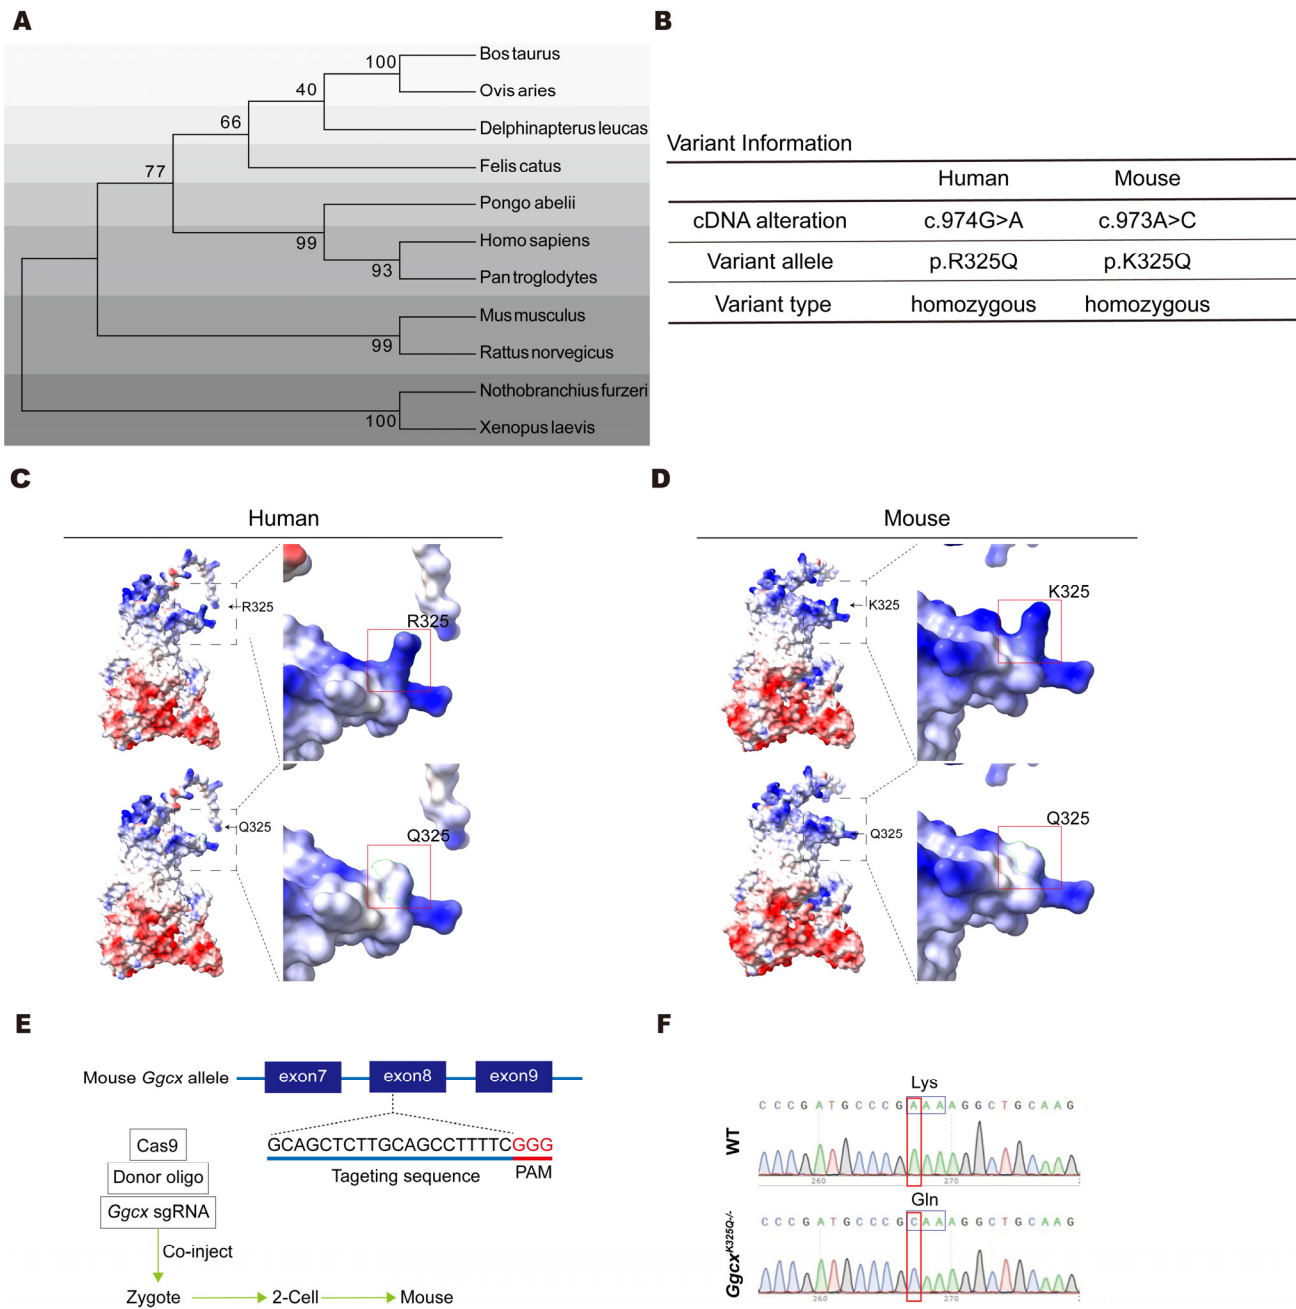 A
Bos taurus
100
Ovis aries
40
Delphinapterus leucas
66
Felis catus
77
Pongo abelii
99
Homo sapiens
93
Pan troglodytes
Mus musculus
99
Rattus norvegicus
Nothobranchius furzeri
100
Xenopus laevis
B
Variant Information
Human Mouse
cDNA alteration c.974G>A c.973A>C
Variant allele p.R325Q p.K325Q
Variant type homozygous homozygous
C
Human
R325
R325
Q325
Q325
D
Mouse
K325
K325
Q325
Q325
E
Mouse Ggcx allele exon7 exon8 exon9
GCAGCTCTTGCAGCCTTTTCGGG
Tageting sequence PAM
Cas9
Donor oligo
Ggcx sgRNA
Co-inject
Zygote 2-Cell Mouse
F
Lys
C C C G A T G C C C G A A A A G G C T G C A A G
WT
260 270
Gln
C C C G A T G C C C G C A A A G G C T G C A A G
Ggcx K325Q-/-
260 270